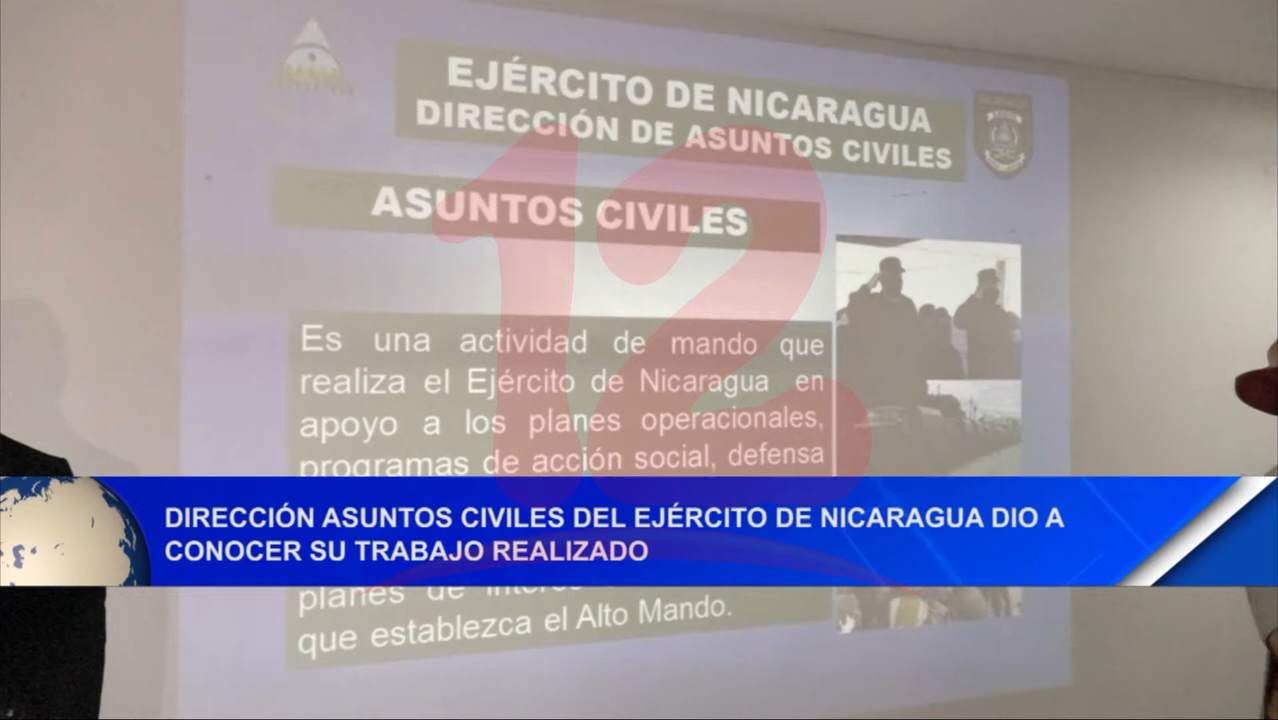 EJÉRCITO DE NICARAGUA
DIRECCIÓN DE ASUNTOS CIVILES
ASUNTOS CIVILES
12
Es una actividad de mando que
realiza el Ejército de Nicaragua en
apoyo a los planes operacionales,
programas de acción social, defensa
DIRECCIÓN ASUNTOS CIVILES DEL EJÉRCITO DE NICARAGUA DIO A
CONOCER SU TRABAJO REALIZADO
planes de
que establezca el Alto Mando.